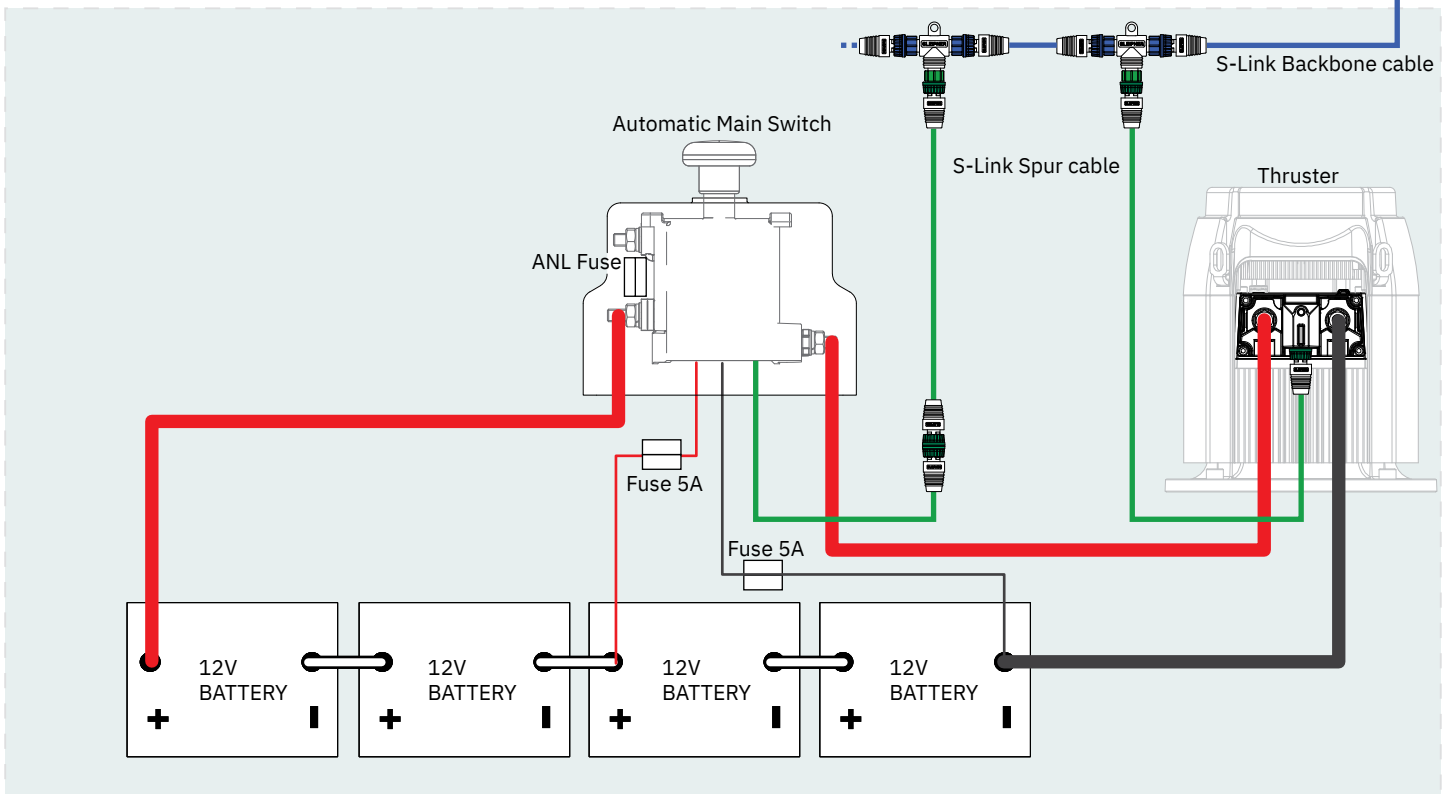 S-Link Backbone cable
Automatic Main Switch
S-Link Spur cable
Thruster
ANL Fuse
Fuse 5A
Fuse 5A
12V
BATTERY
+ -
12V
BATTERY
+ -
12V
BATTERY
+ -
12V
BATTERY
+ -